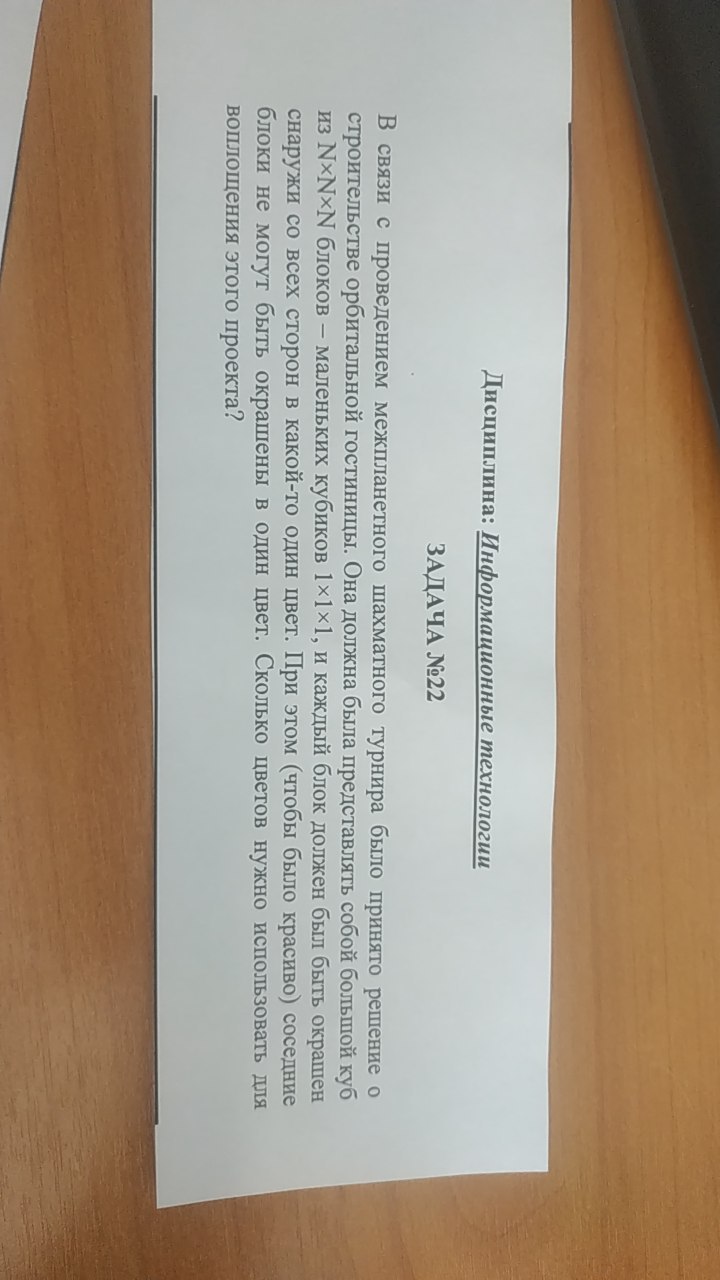 Дисциплина: Информационные технологии
ЗАДАЧА №22
В связи с проведением межпланетного шахматного турнира было принято решение о
строительстве орбитальной гостиницы. Она должна была представлять собой большой куб
из N×N×N блоков – маленьких кубиков 1×1×1, и каждый блок должен был быть окрашен
снаружи со всех сторон в какой-то один цвет. При этом (чтобы было красиво) соседние
блоки не могут быть окрашены в один цвет. Сколько цветов нужно использовать для
воплощения этого проекта?